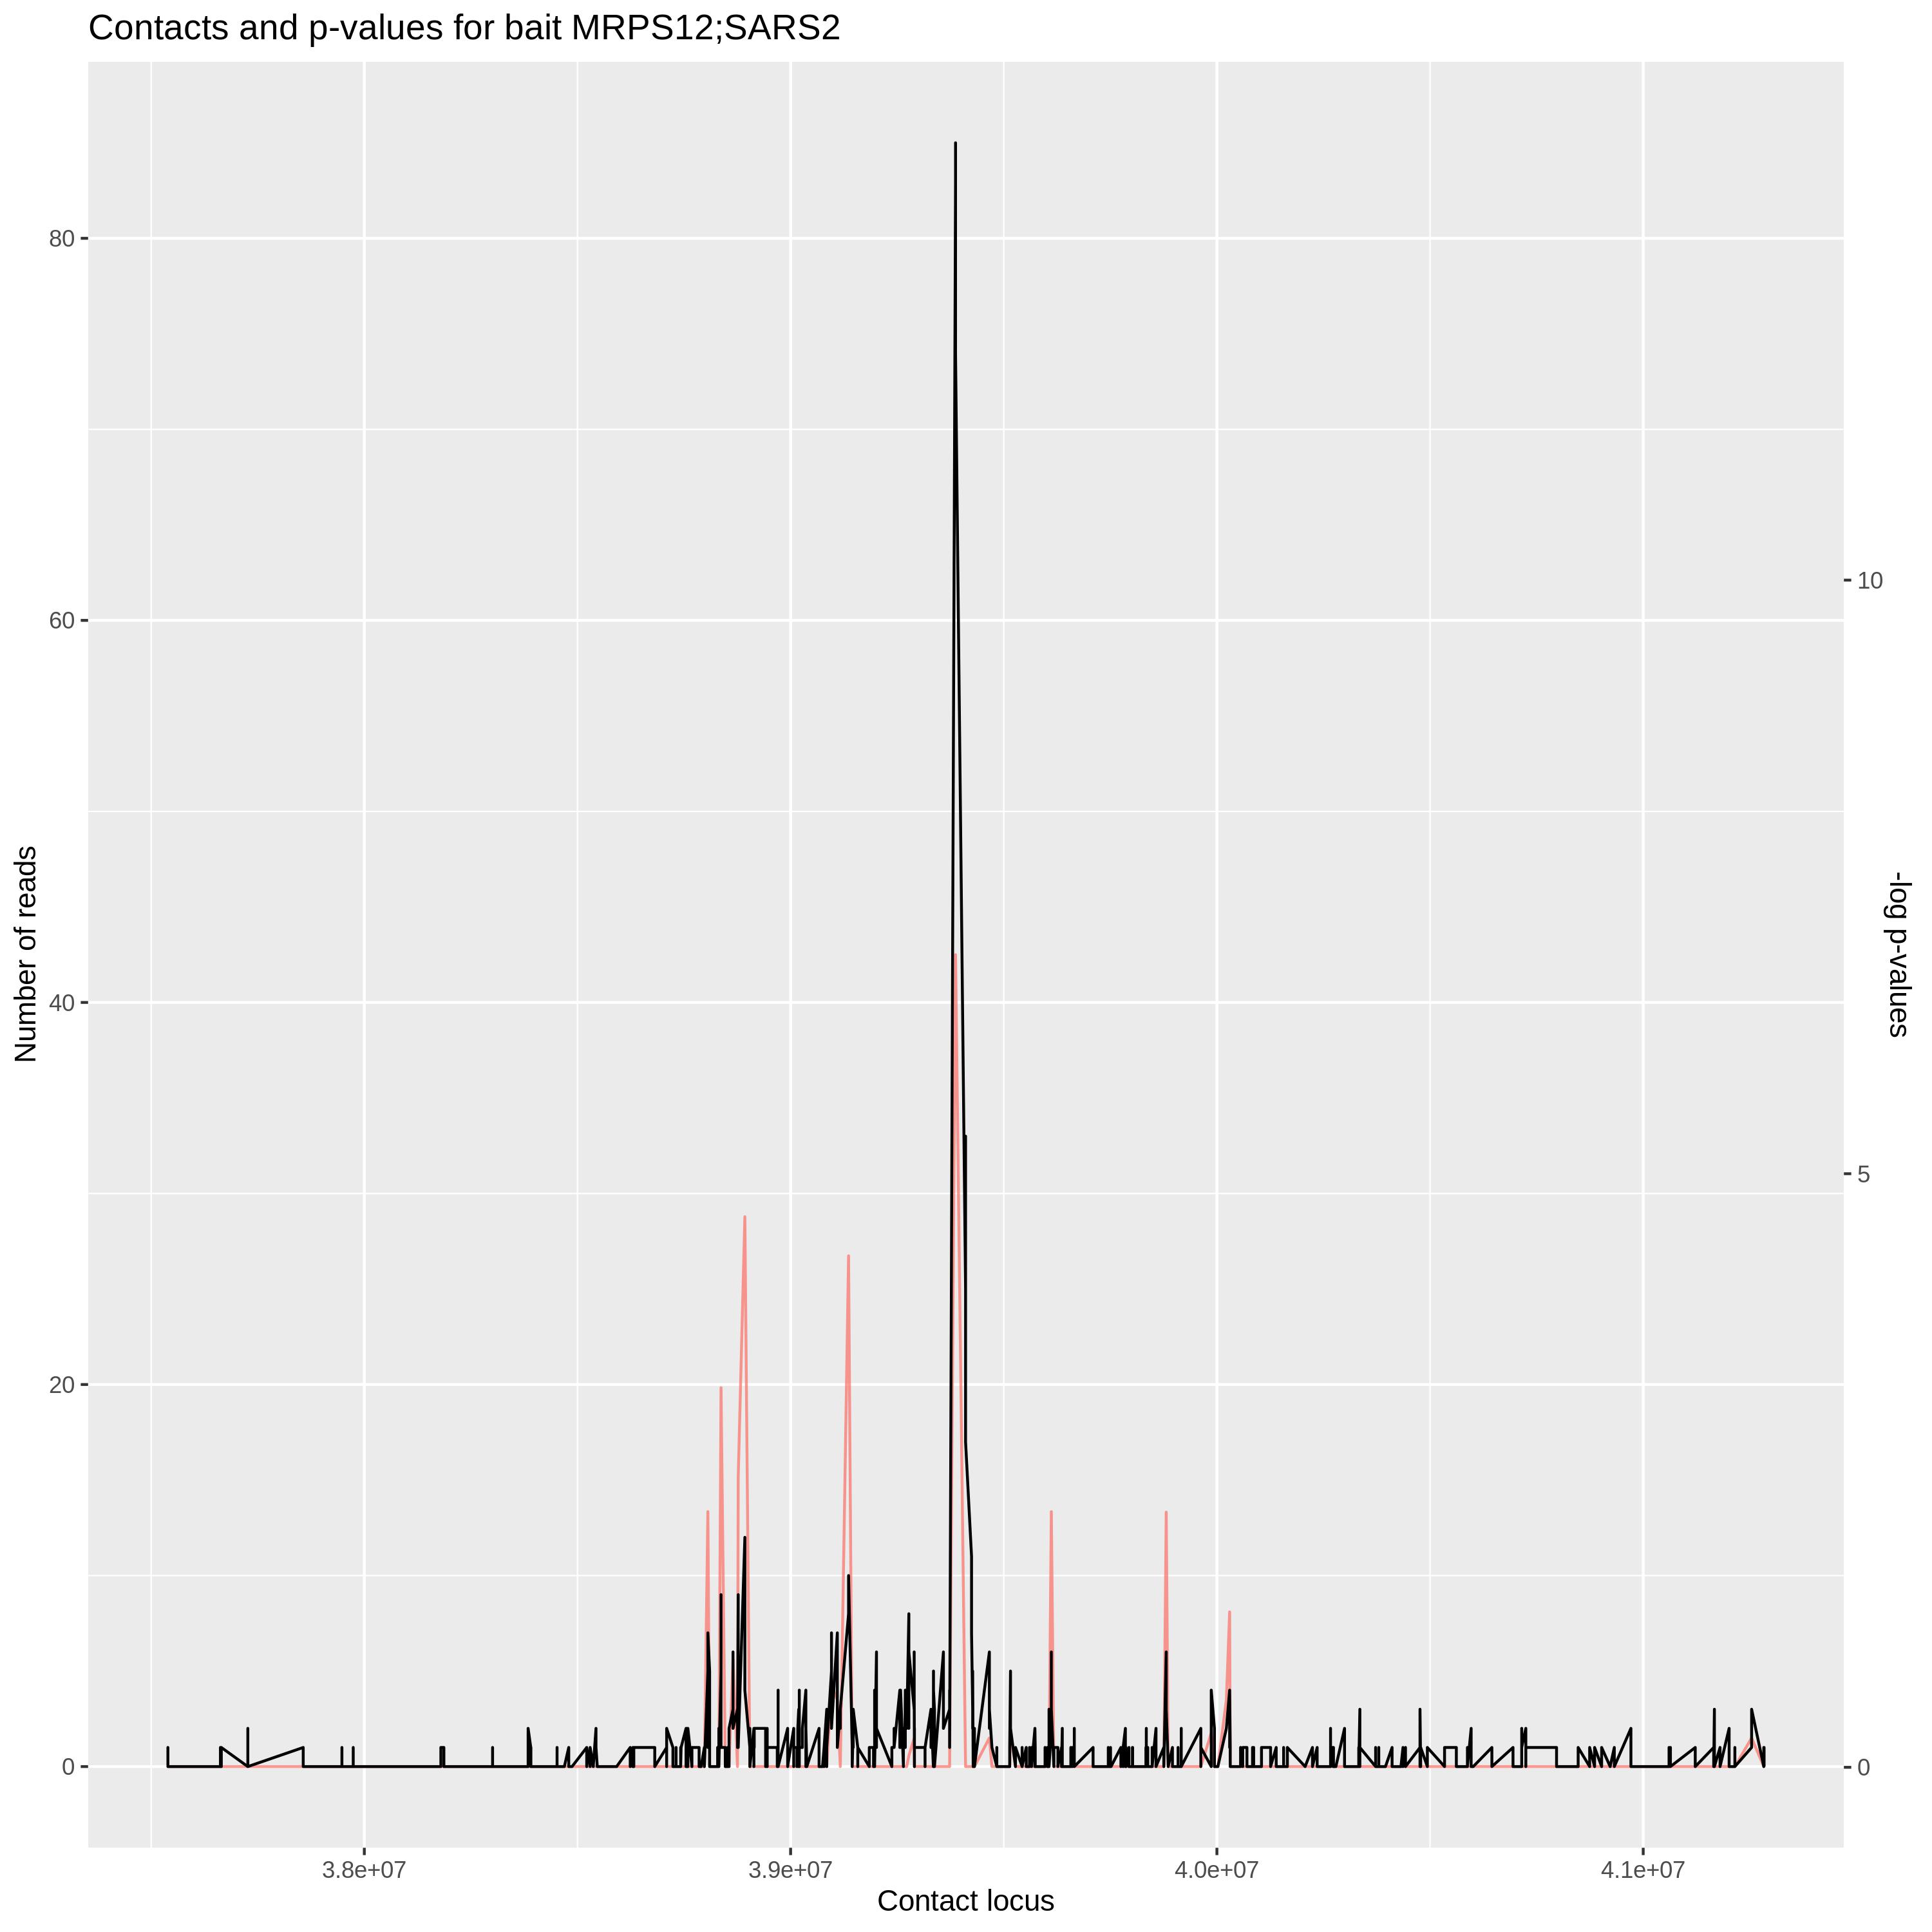 Contacts and p-values for bait MRPS12;SARS2
Number of reads
80
60
40
20
0
10
5
0
-log p-values
3.8e+07
3.9e+07
4.0e+07
4.1e+07
Contact locus